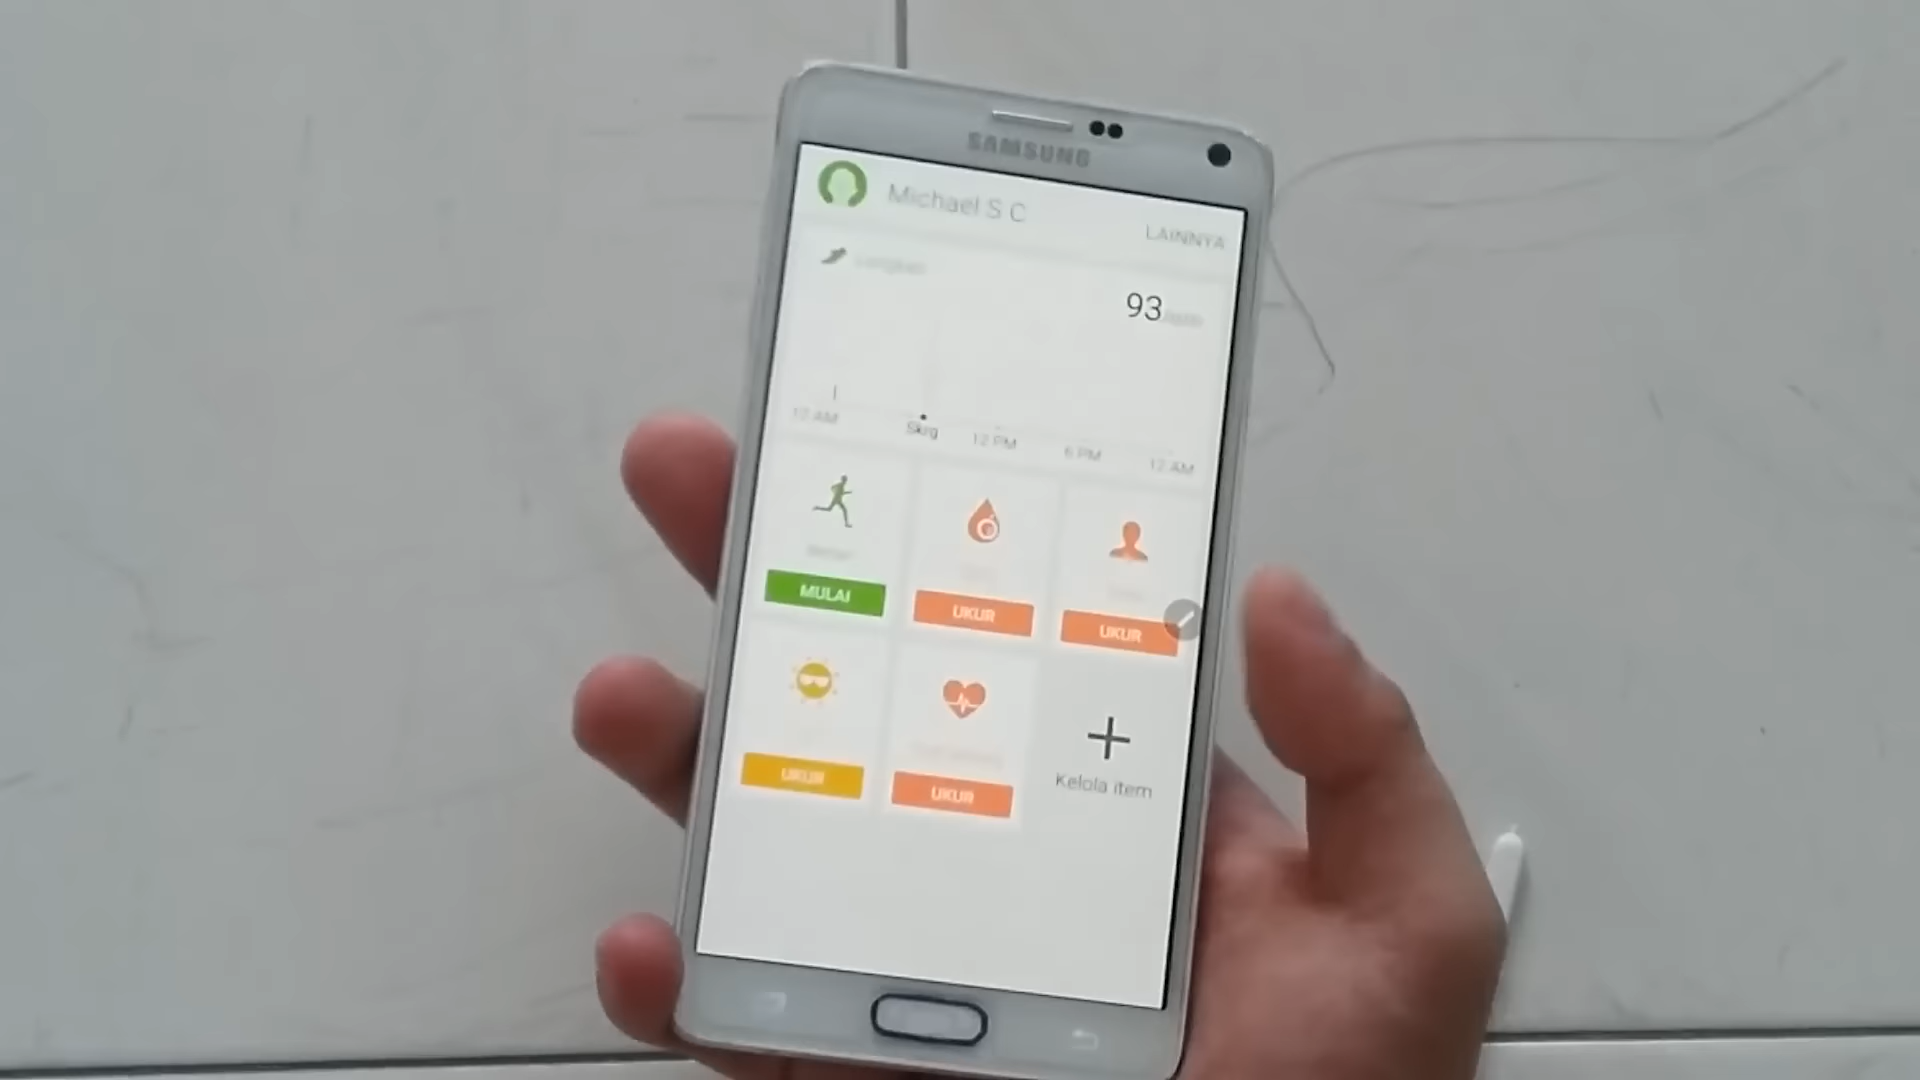 SAMSUNG
Michael S C
LAINNYA
93
12 AM
Skrg
12 PM
6 PM
12 AM
MULAI
UKUR
UKUR
UKUR
UKUR
Kelola item